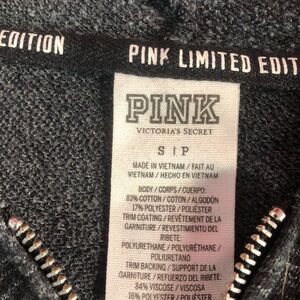 EDITION
PINK LIMITED EDIT
PINK
VICTORIA'S SECRET
S | P
MADE IN VIETNAM / FAIT AU
VIETNAM / HECHO EN VIETNAM
BODY / CORPS / CUERPO:
83% COTTON / COTON / ALGODÓN
17% POLYESTER / POLIÉSTER
TRIM COATING / REVÊTEMENT DE LA
GARNITURE / REVESTIMIENTO DEL
RIBETE:
POLYURETHANE / POLYURÉTHANE /
POLIURETANO
TRIM BACKING / SUPPORT DE LA
GARNITURE / REFUERZO DEL
RIBETE:
84% VISCOSE / VISCOSA
16% POLYESTER /